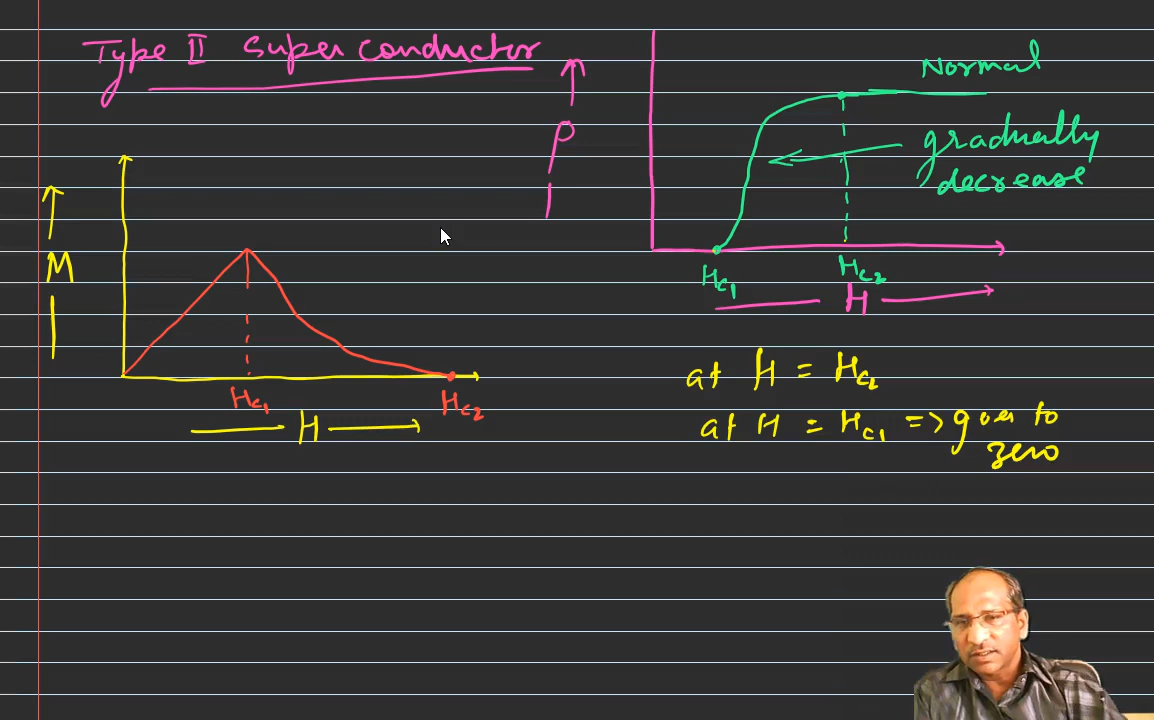 Type II Super conductor
M
Hc1
Hc2
H
ρ
Normal
gradually
decrease
Hc1
Hc2
H
at H = Hc2
at H = Hc1 => goes to
zero